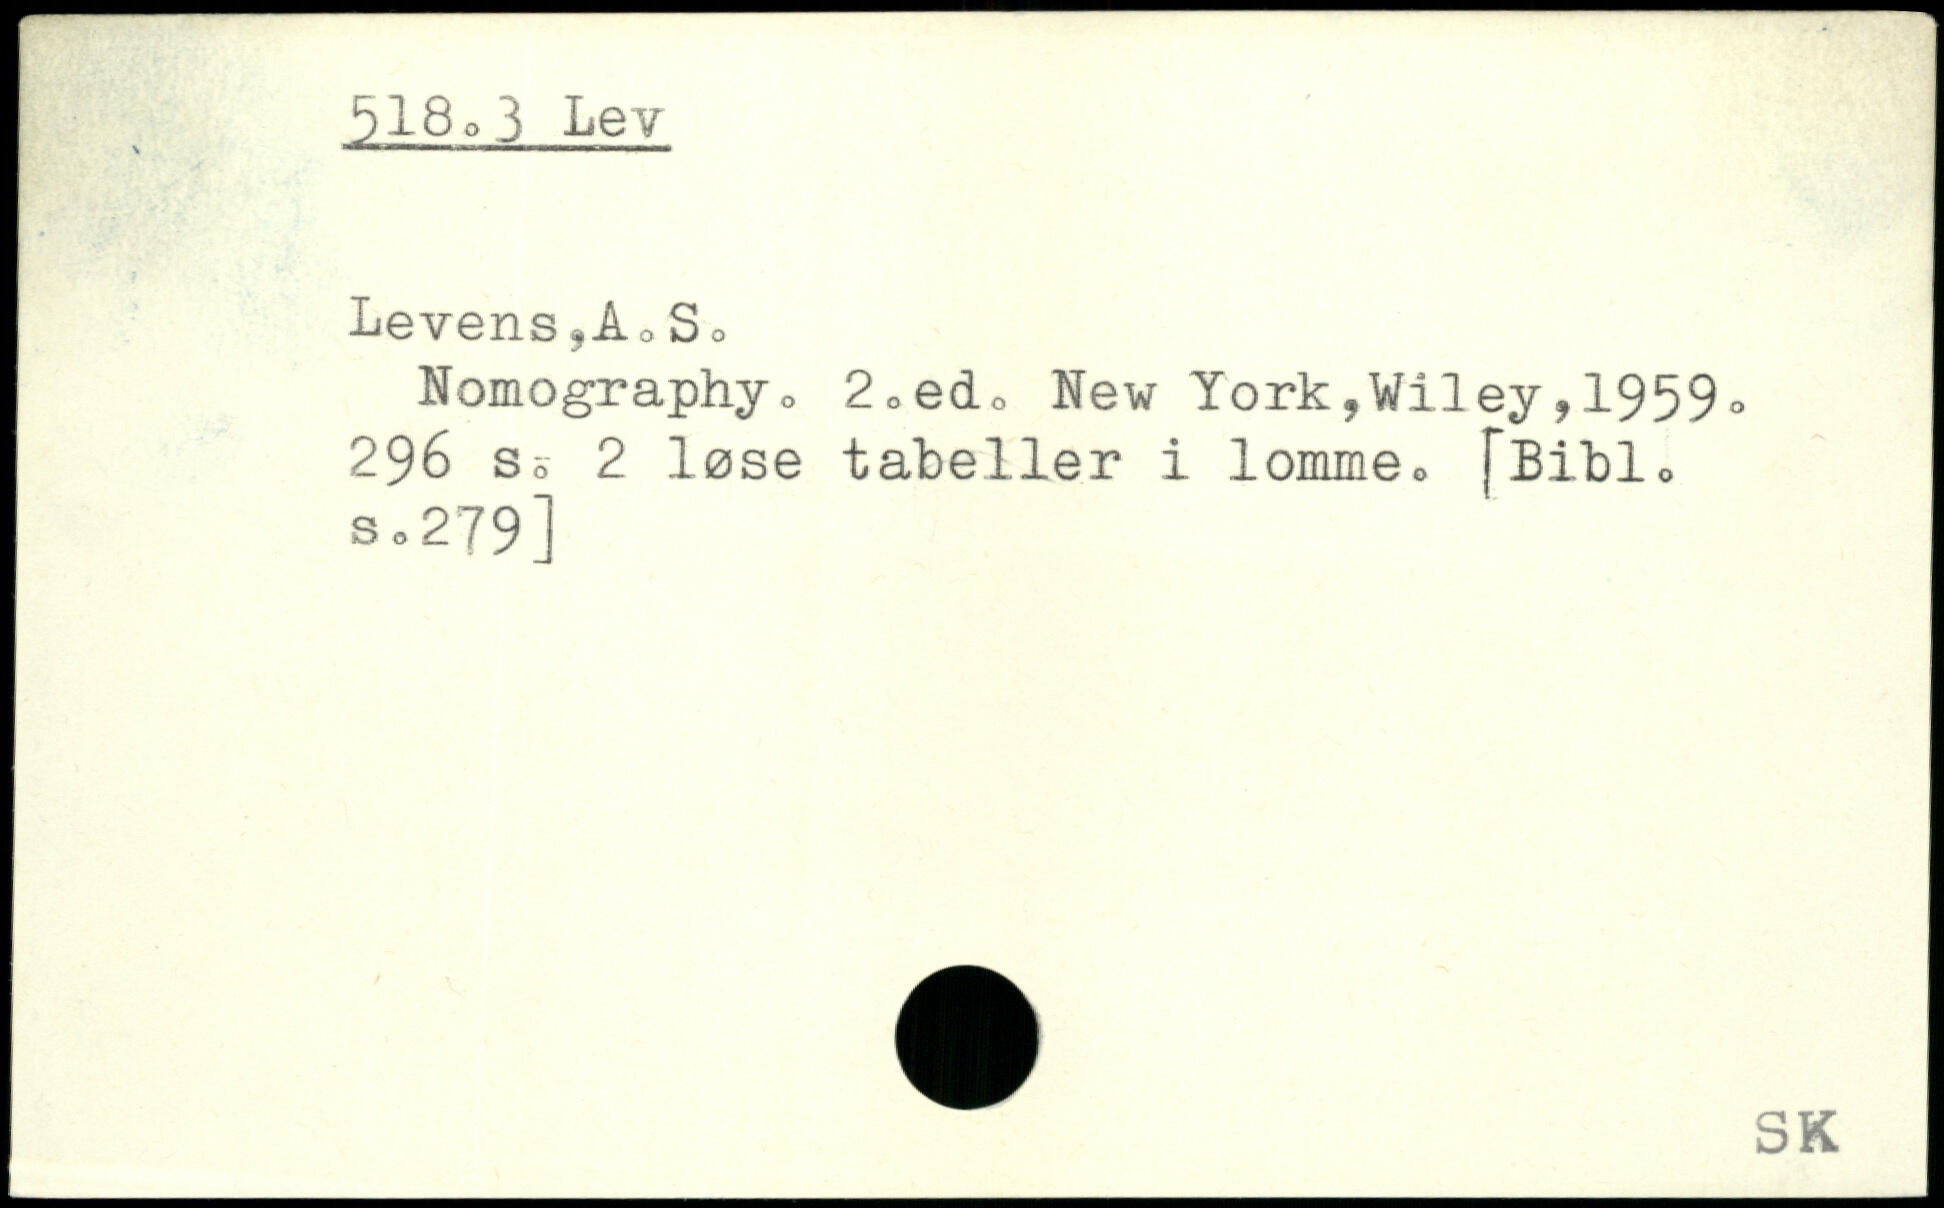 518.3 Lev
Levens,A.S.
Nomography. 2.ed. New York,Wiley,1959.
296 s. 2 løse tabeller i lomme. [Bibl.
s.279]
SK